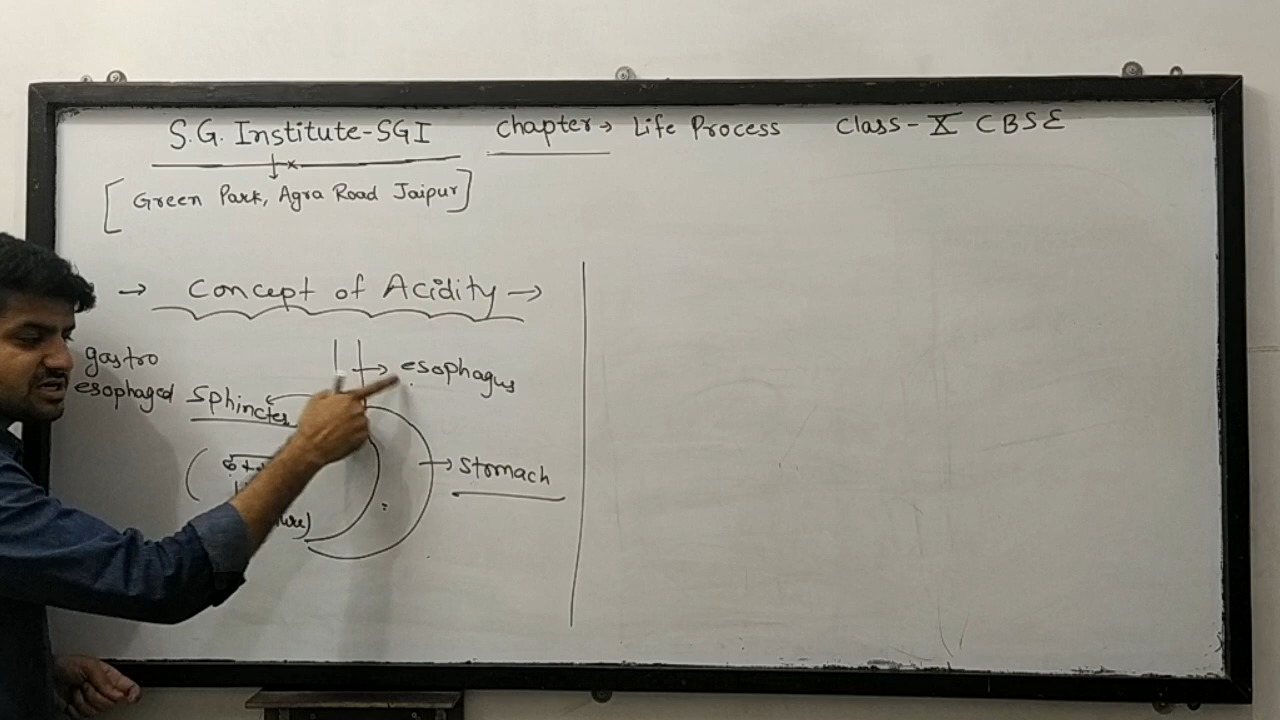 S.G. Institute-SGI chapter → Life Process Class - X CBSE
[Green Park, Agra Road Jaipur]
→ Concept of Acidity →
gastro
esophaged Sphincter
→ esophagus
→ Stomach